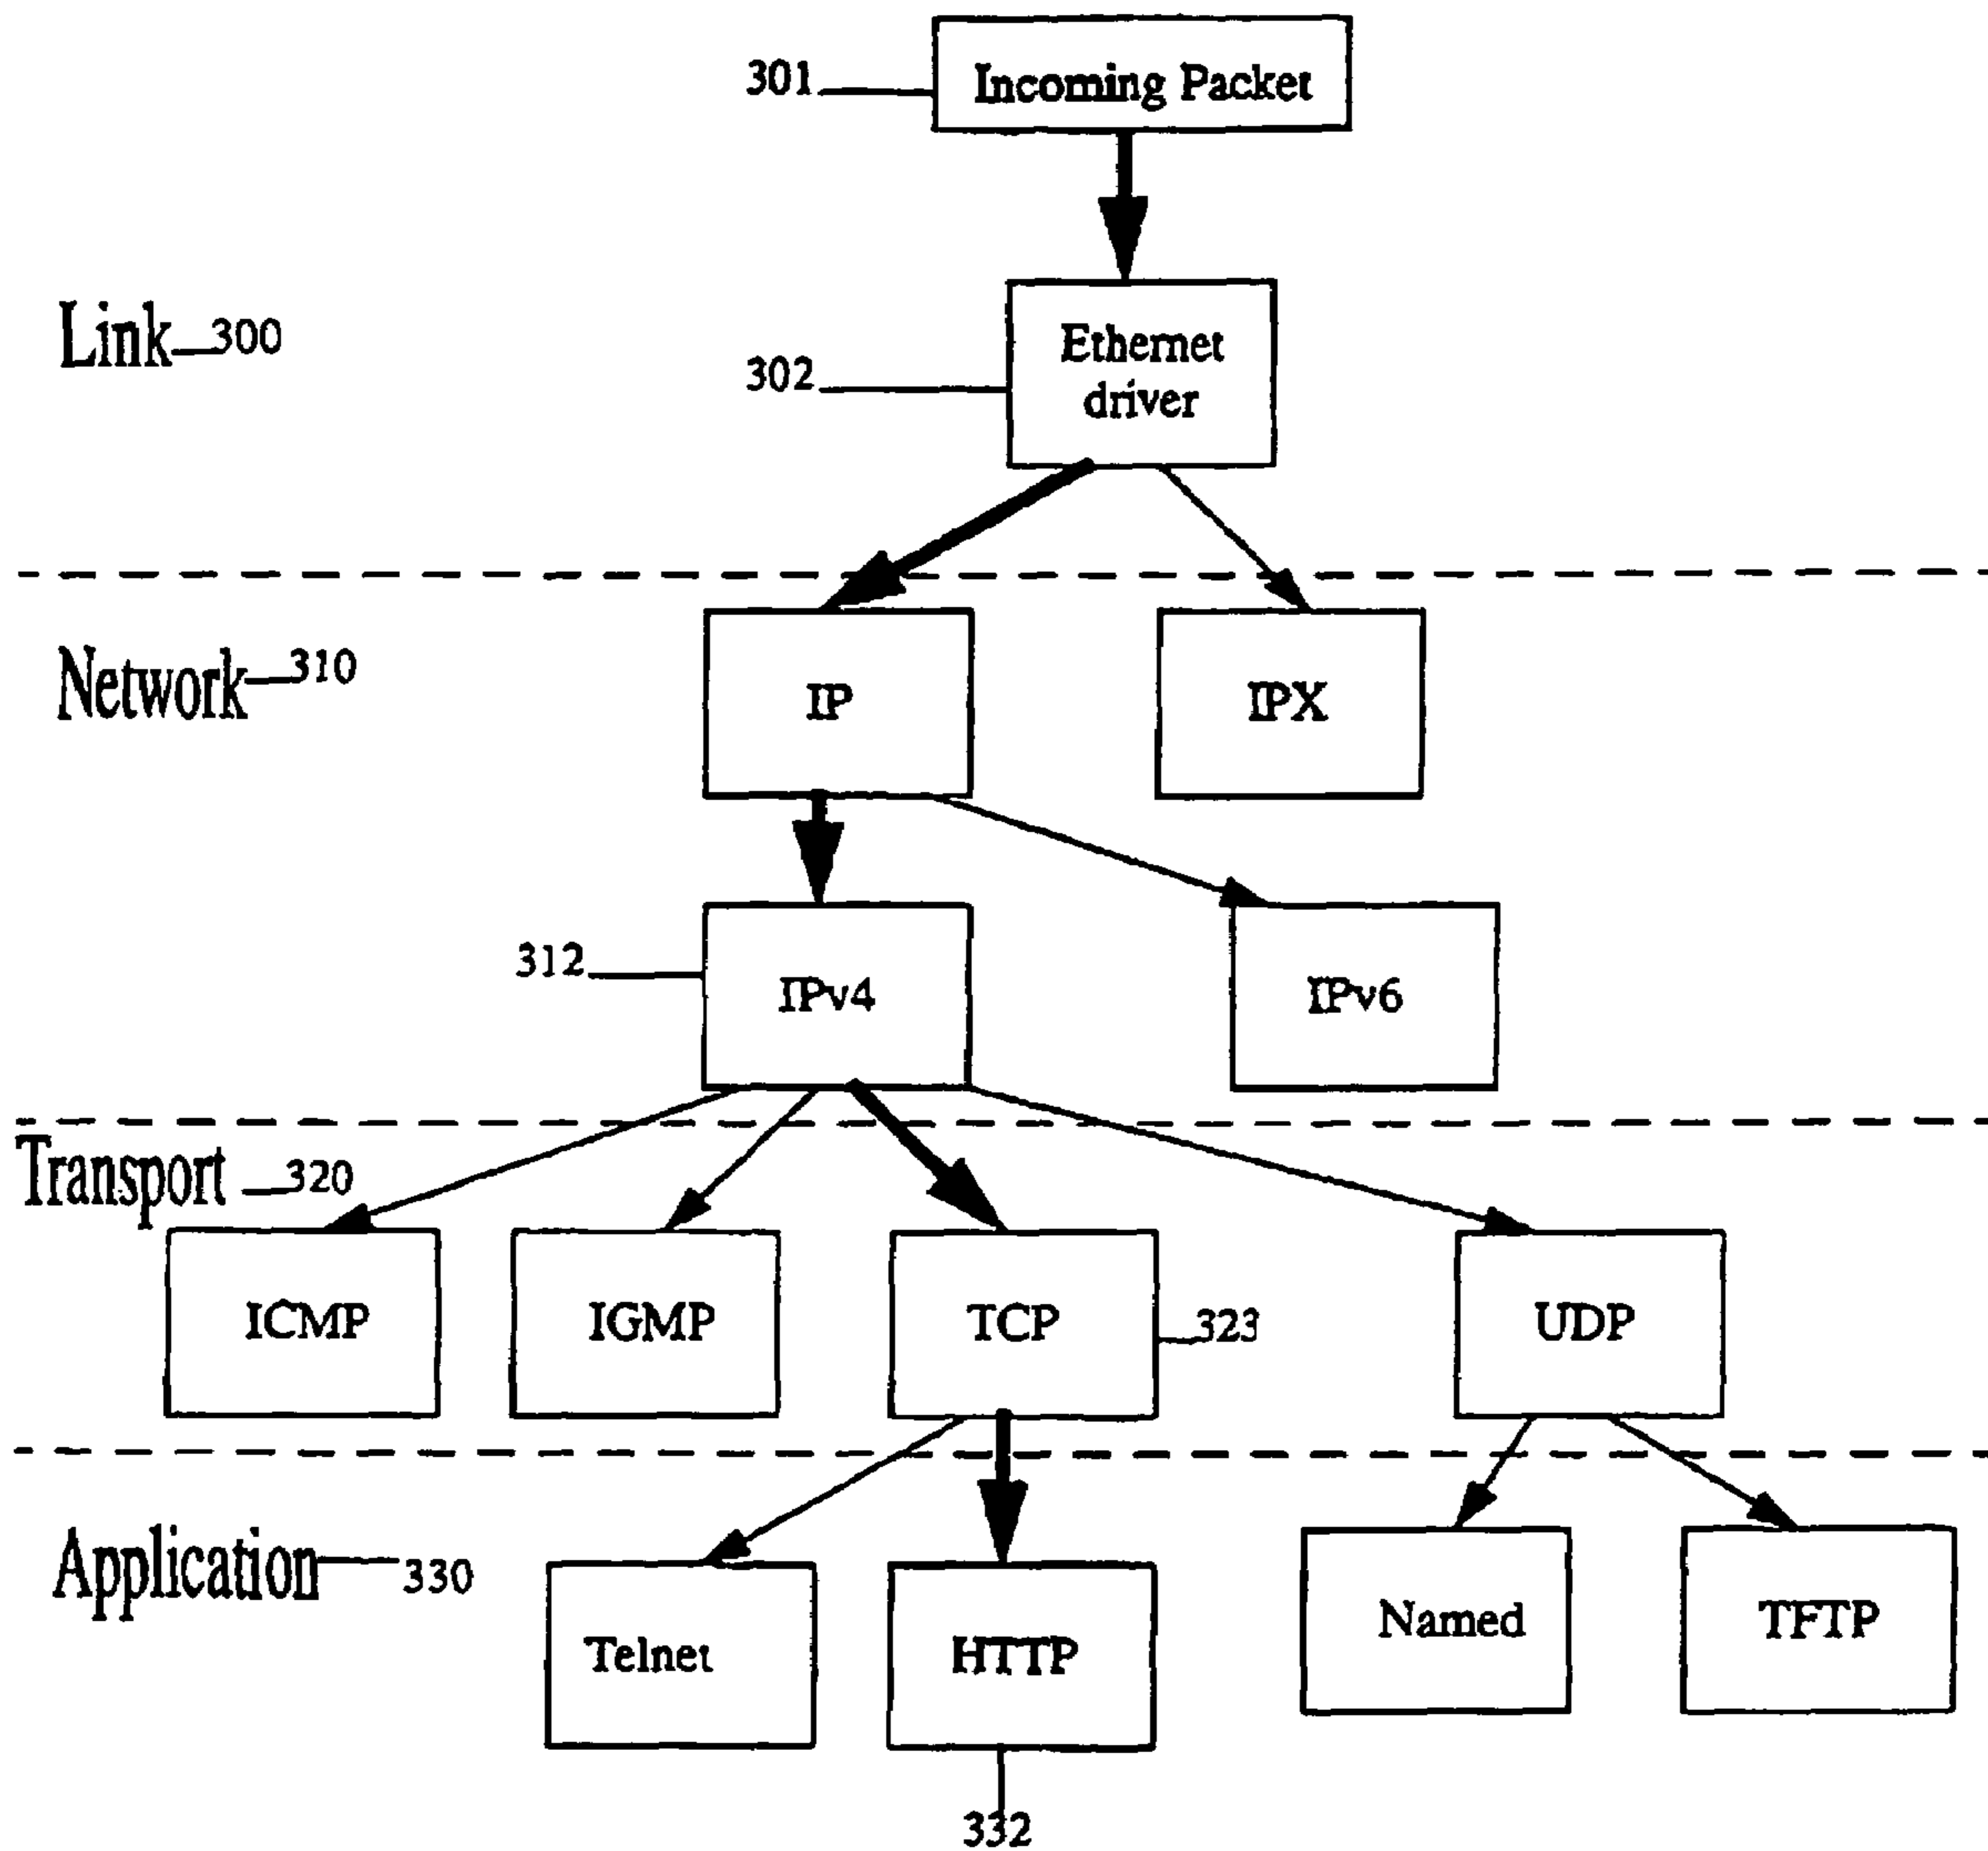 301
Incoming Packet
Link 300
302
Ethernet
driver
Network 310
IP
IPX
312
IPv4
IPv6
Transport 320
ICMP
IGMP
TCP
323
UDP
Application 330
Telnet
HTTP
Named
TFTP
332